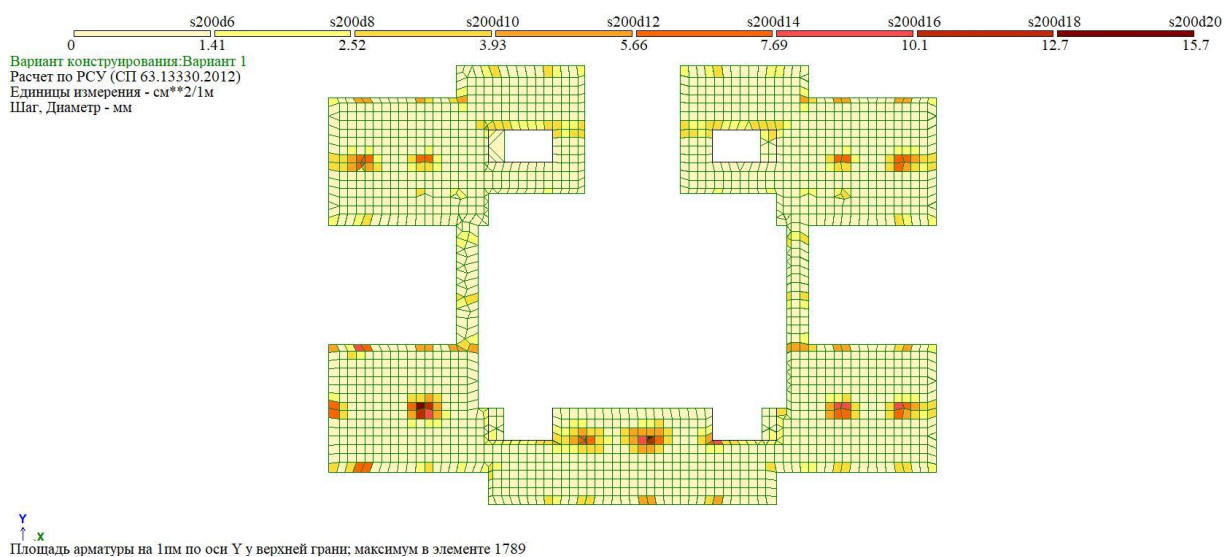 s200d6 s200d8 s200d10 s200d12 s200d14 s200d16 s200d18 s200d20
0 1.41 2.52 3.93 5.66 7.69 10.1 12.7 15.7
Вариант конструирования:Вариант 1
Расчет по РСУ (СП 63.13330.2012)
Единицы измерения - см**2/1м
Шаг, Диаметр - мм
Y
.X
Площадь арматуры на 1пм по оси Y у верхней грани; максимум в элементе 1789